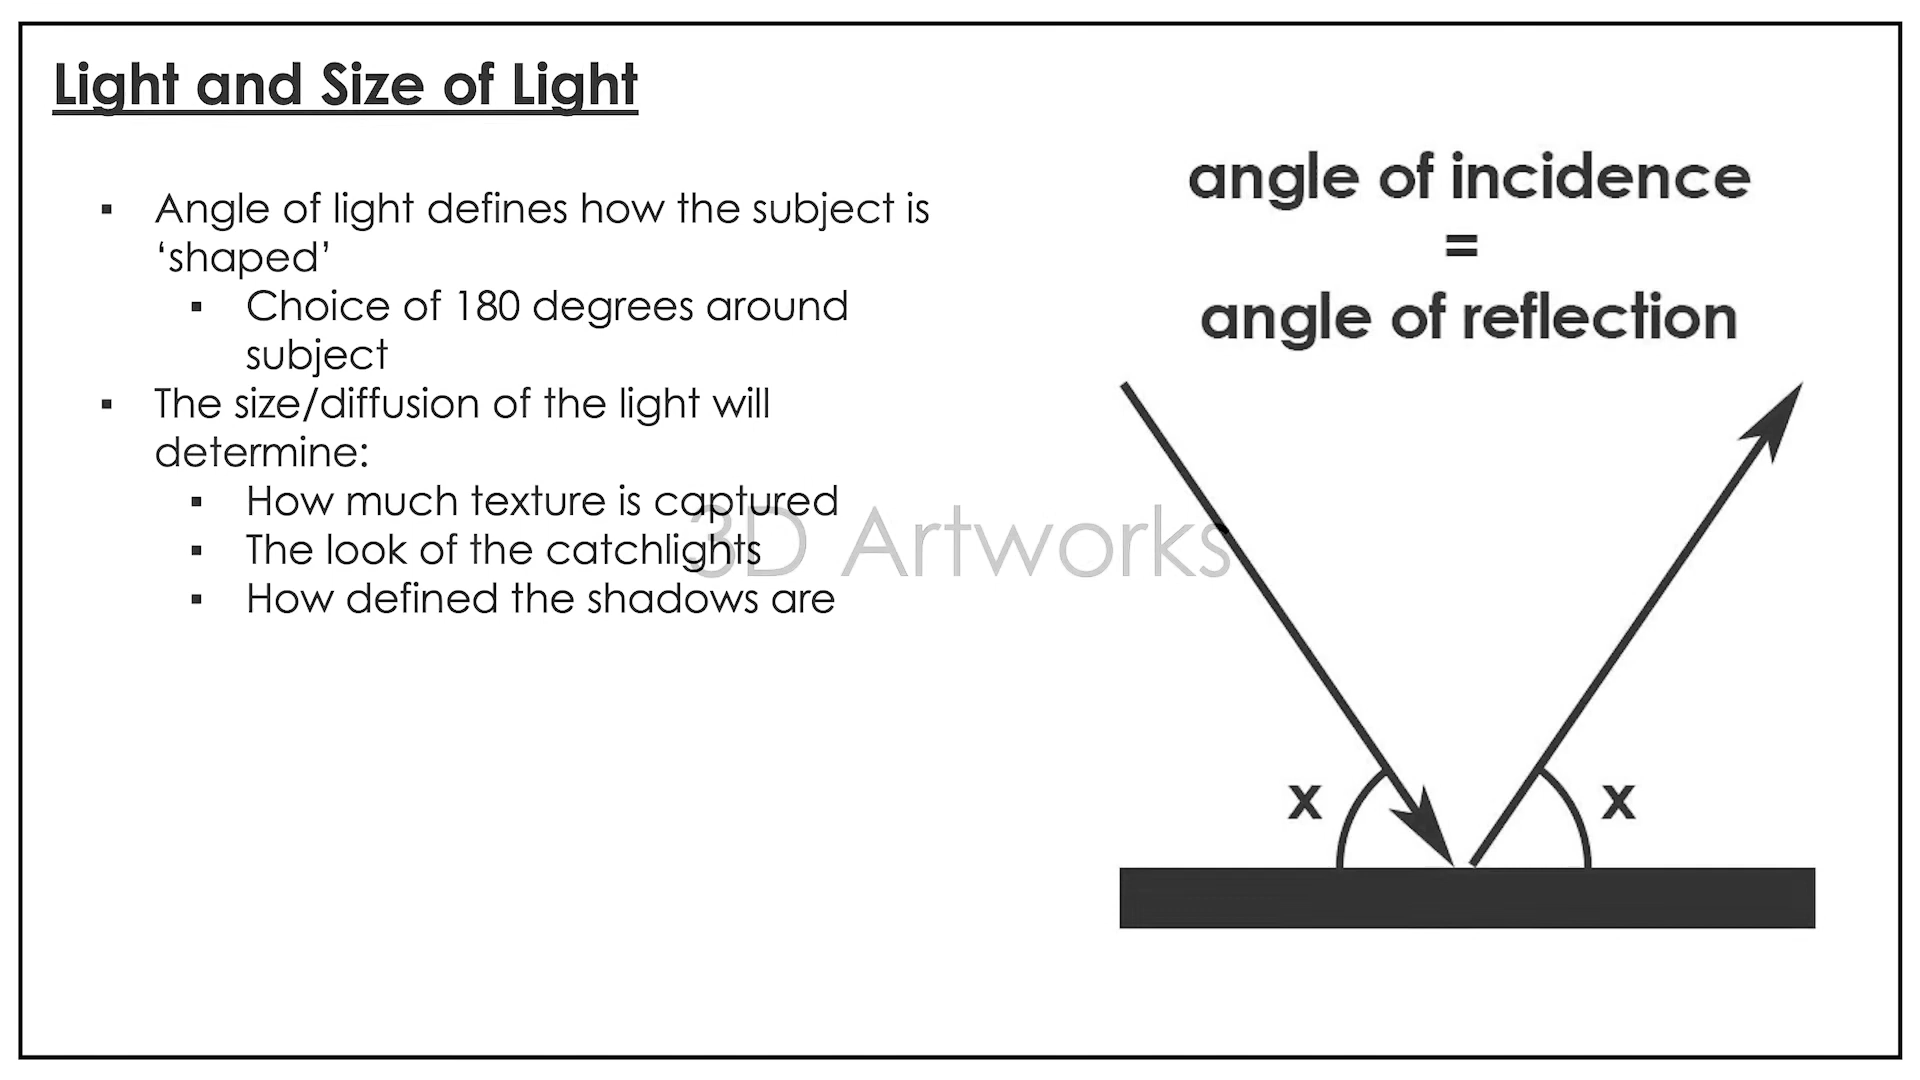 Light and Size of Light
▪ Angle of light defines how the subject is
‘shaped’
▪ Choice of 180 degrees around
subject
▪ The size/diffusion of the light will
determine:
▪ How much texture is captured
▪ The look of the catchlights
▪ How defined the shadows are
3D Artworks
angle of incidence
=
angle of reflection
x
x